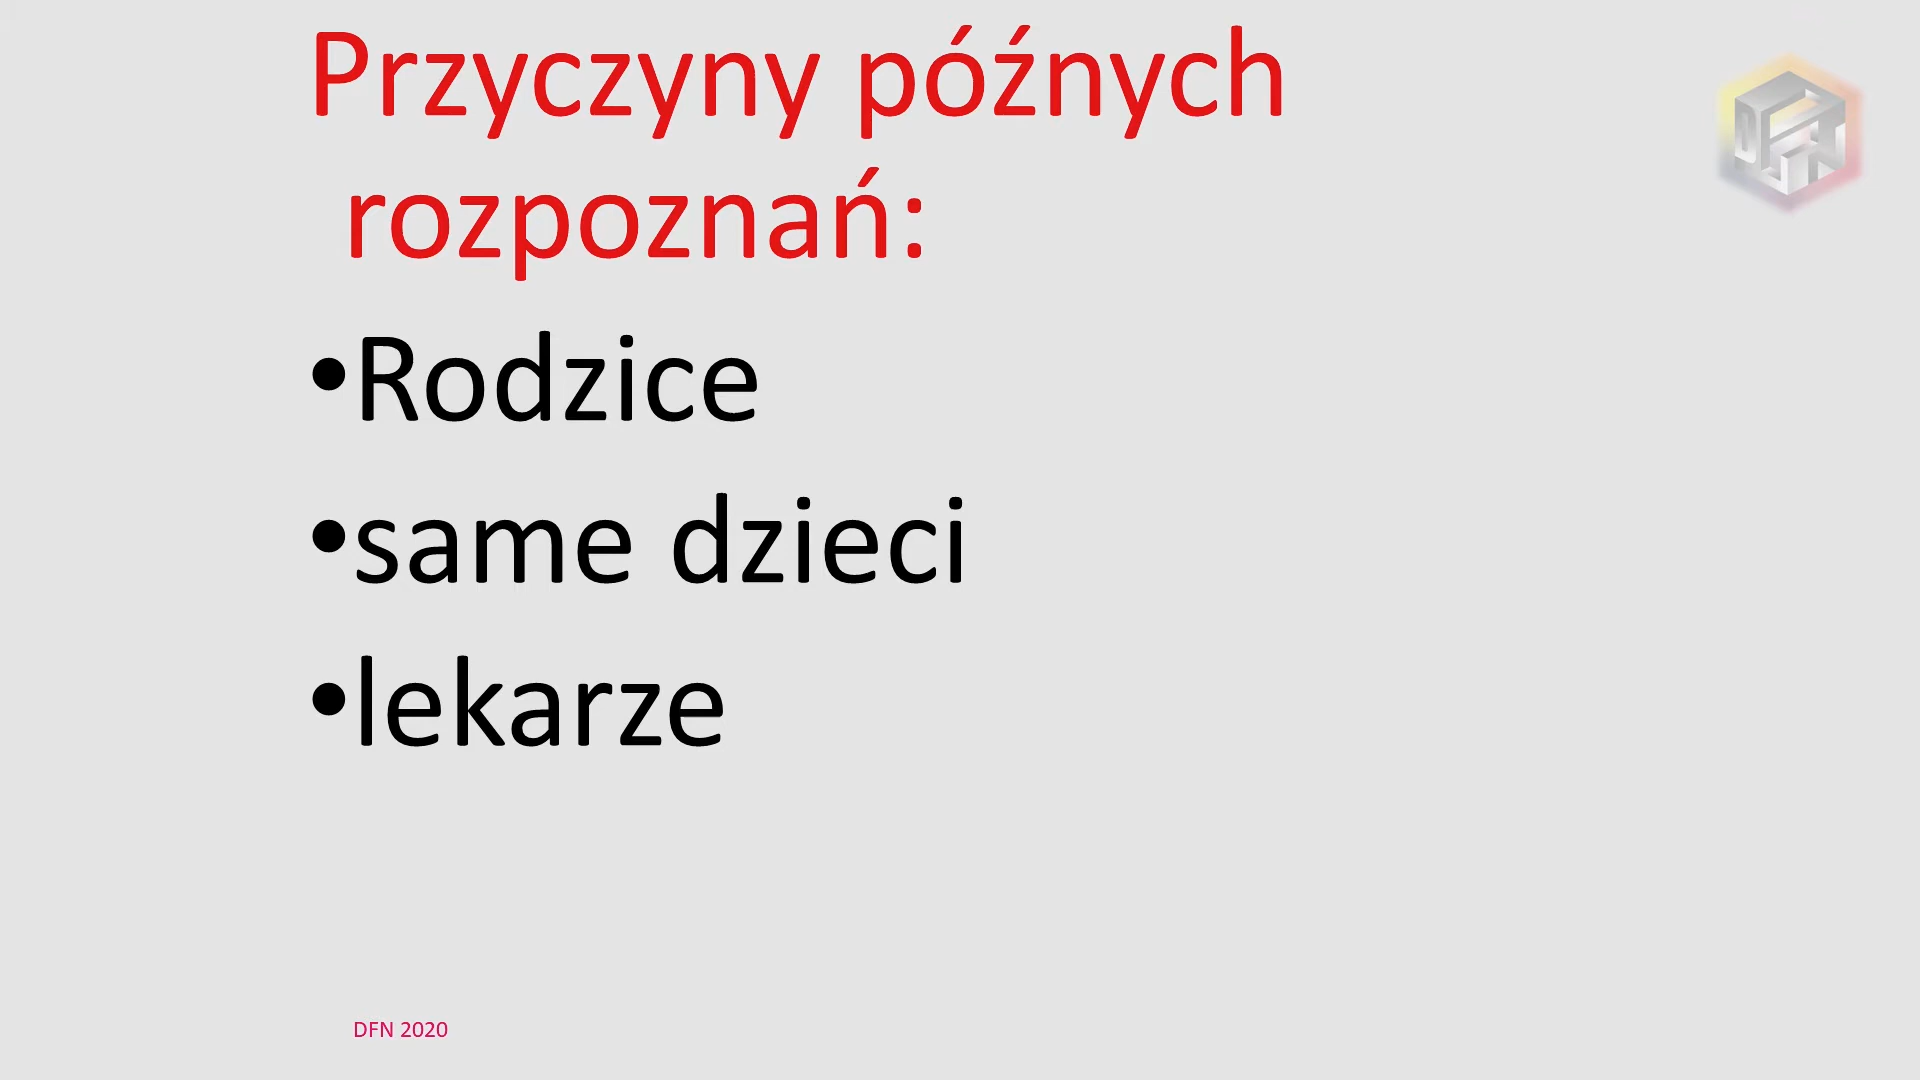 Przyczyny późnych
rozpoznań:
•Rodzice
•same dzieci
•lekarze
DFN 2020